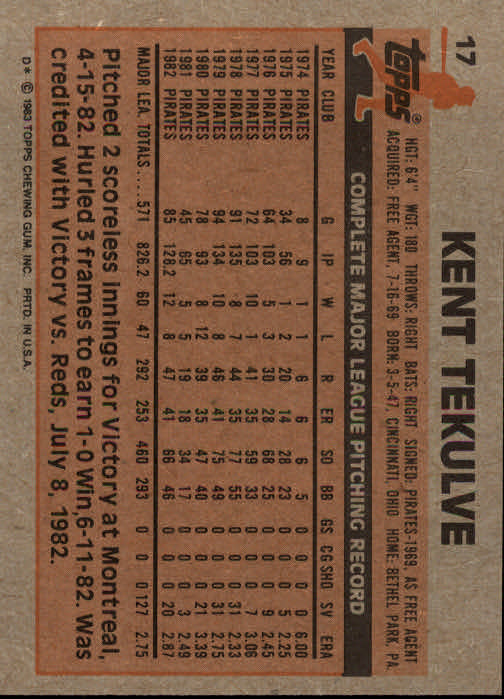 17
topps®
KENT TEKULVE
HGT: 6'4" WGT: 180 THROWS: RIGHT BATS: RIGHT SIGNED: PIRATES-1969, AS FREE AGENT
ACQUIRED: FREE AGENT, 7-16-69 BORN: 3-5-47, CINCINNATI, OHIO HOME: BETHEL PARK, PA.
COMPLETE MAJOR LEAGUE PITCHING RECORD
YEAR CLUB G IP W L R ER SO BB GS CG SHO SV ERA
1974 PIRATES 8 9 1 1 6 6 6 5 0 0 0 0 6.00
1975 PIRATES 34 56 1 2 20 14 28 23 0 0 0 5 2.25
1976 PIRATES 64 103 5 3 30 28 68 25 0 0 0 9 2.45
1977 PIRATES 72 103 10 1 41 35 59 33 0 0 0 7 3.06
1978 PIRATES 91 135 8 7 44 35 77 55 0 0 0 31 2.33
1979 PIRATES 94 134 10 8 46 41 75 49 0 0 0 31 2.75
1980 PIRATES 78 93 8 12 39 35 47 40 0 0 0 21 3.39
1981 PIRATES 45 65 5 5 19 18 34 17 0 0 0 3 2.49
1982 PIRATES 85 128.2 12 8 47 41 66 46 0 0 0 20 2.87
MAJOR LEA. TOTALS.... 571 826.2 60 47 292 253 460 293 0 0 0 127 2.75
Pitched 2 scoreless innings for Victory at Montreal,
4-15-82. Hurled 3 frames to earn 1-0 Win, 6-11-82. Was
credited with Victory vs. Reds, July 8, 1982.
D* © 1983 TOPPS CHEWING GUM, INC. PRTD. IN U.S.A.